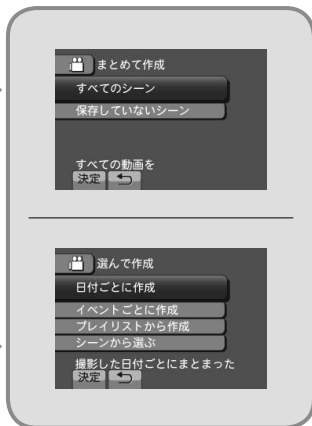 まとめて作成
すべてのシーン
保存していないシーン
すべての動画を
決定
選んで作成
日付ごとに作成
イベントごとに作成
プレイリストから作成
シーンから選ぶ
撮影した日付ごとにまとまった
決定